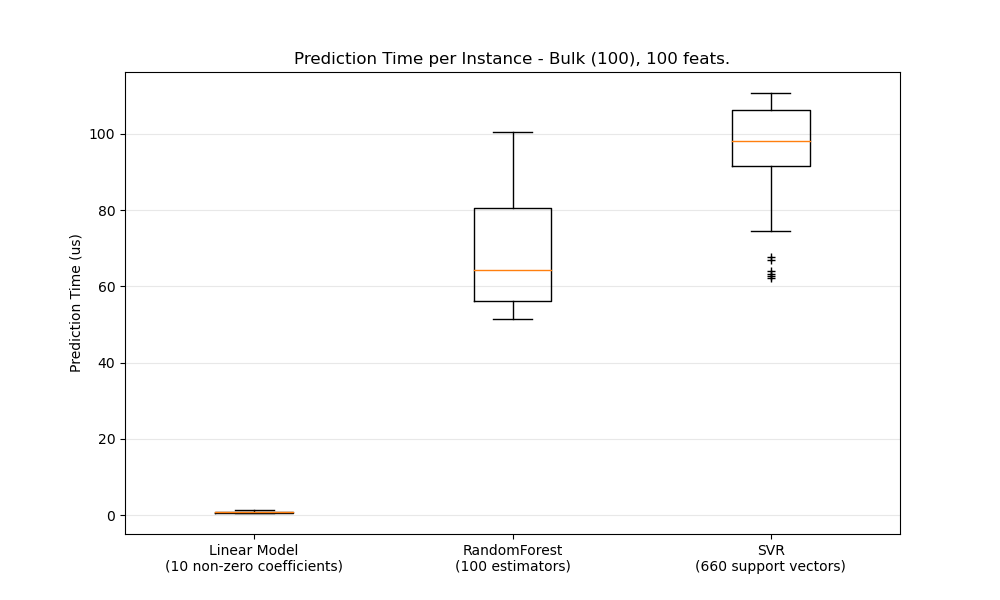 Prediction Time per Instance - Bulk (100), 100 feats.
Prediction Time (us)
100
80
60
40
20
0
Linear Model
(10 non-zero coefficients)
RandomForest
(100 estimators)
SVR
(660 support vectors)